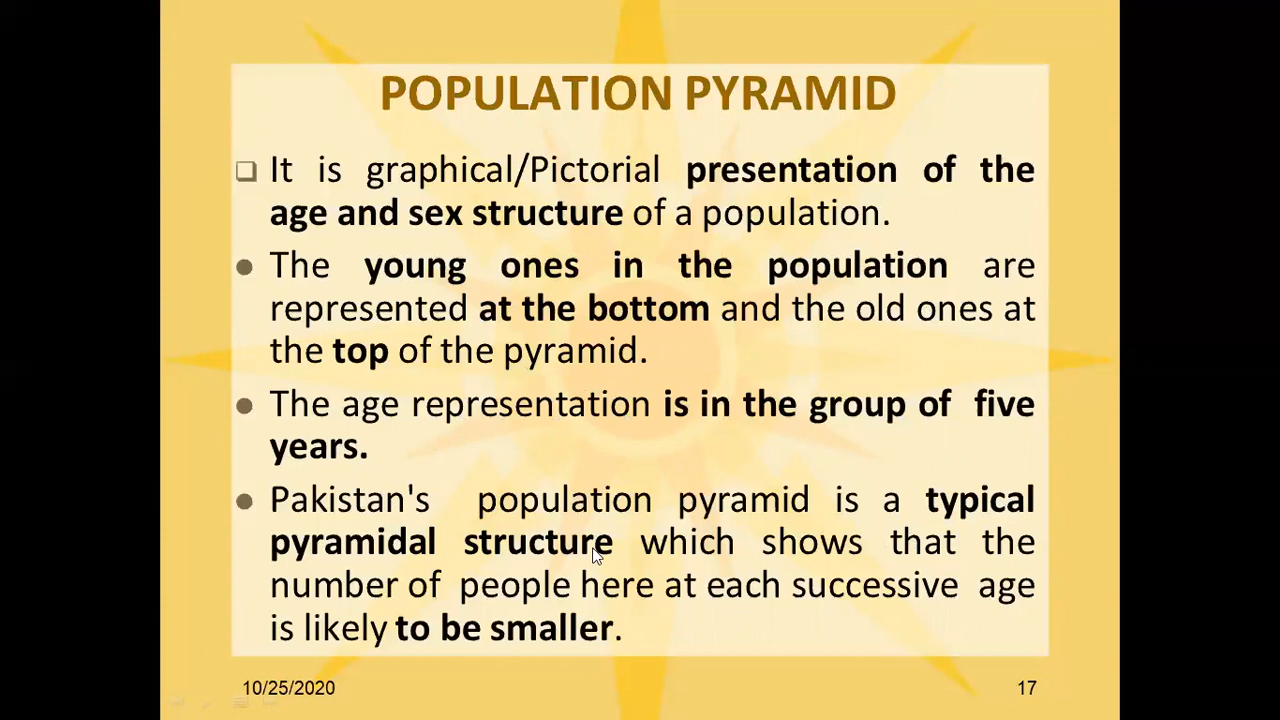 POPULATION PYRAMID
It is graphical/Pictorial presentation of the
age and sex structure of a population.
The young ones in the population are
represented at the bottom and the old ones at
the top of the pyramid.
The age representation is in the group of five
years.
Pakistan's population pyramid is a typical
pyramidal structure which shows that the
number of people here at each successive age
is likely to be smaller.
10/25/2020
17